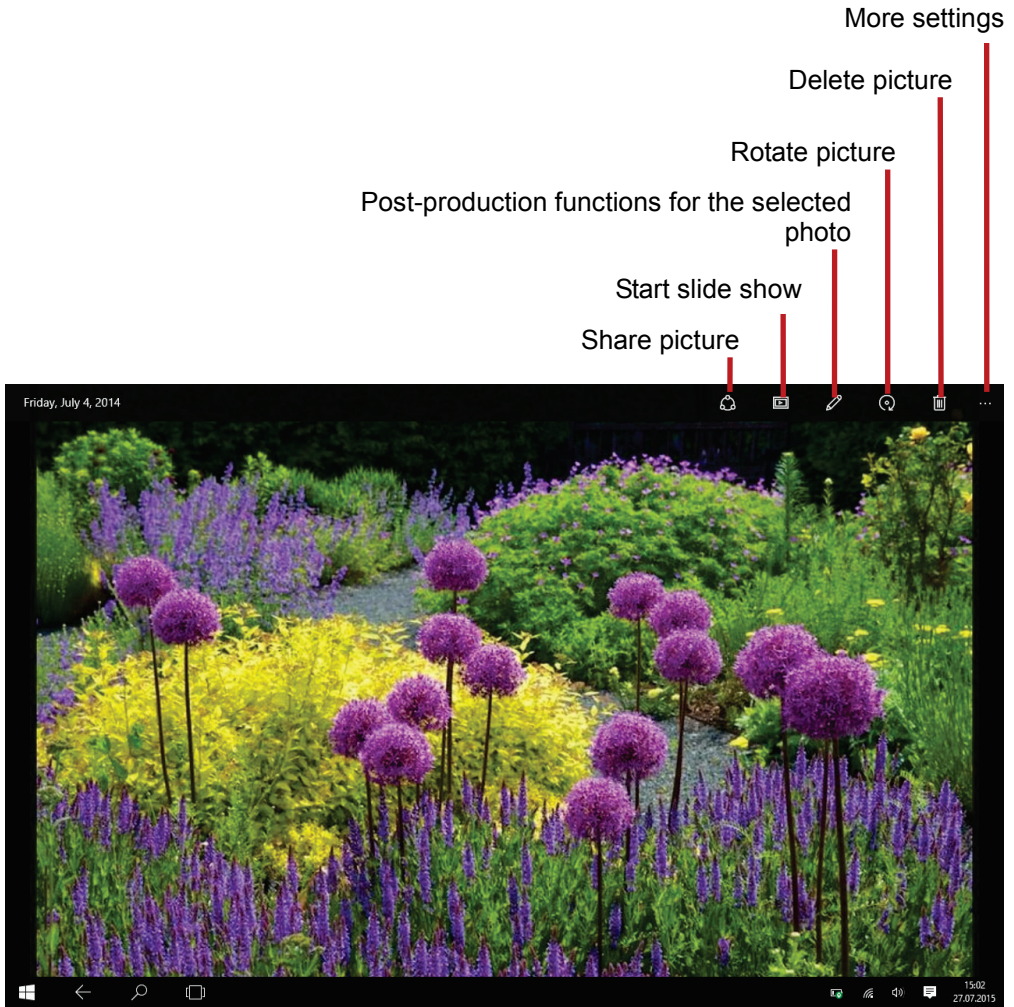 More settings
Delete picture
Rotate picture
Post-production functions for the selected
photo
Start slide show
Share picture
Friday, July 4, 2014
15:02
27.07.2015